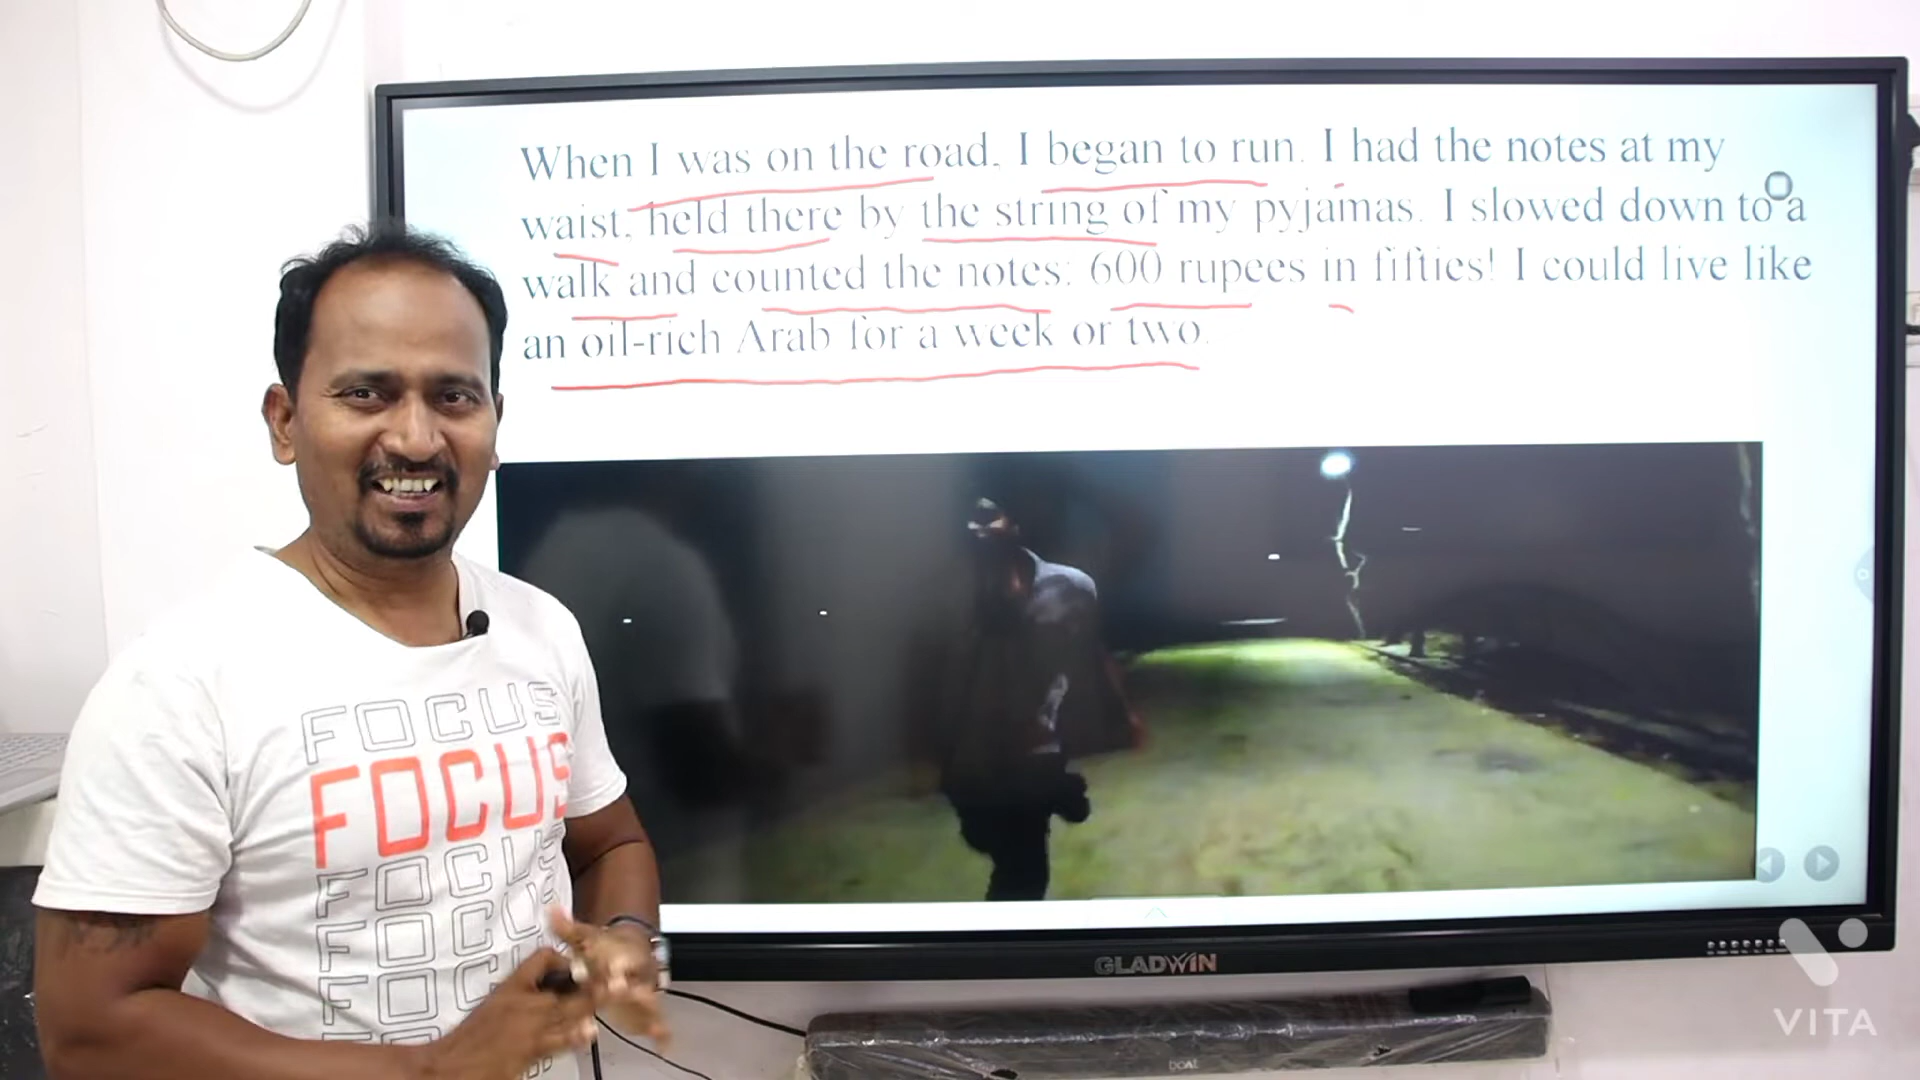 When I was on the road, I began to run. I had the notes at my
waist, held there by the string of my pyjamas. I slowed down to a
walk and counted the notes: 600 rupees in fifties! I could live like
an oil-rich Arab for a week or two.
FOCUS
FOCUS
FOCUS
FOCUS
FOCUS
GLADWIN
boAt
VITA